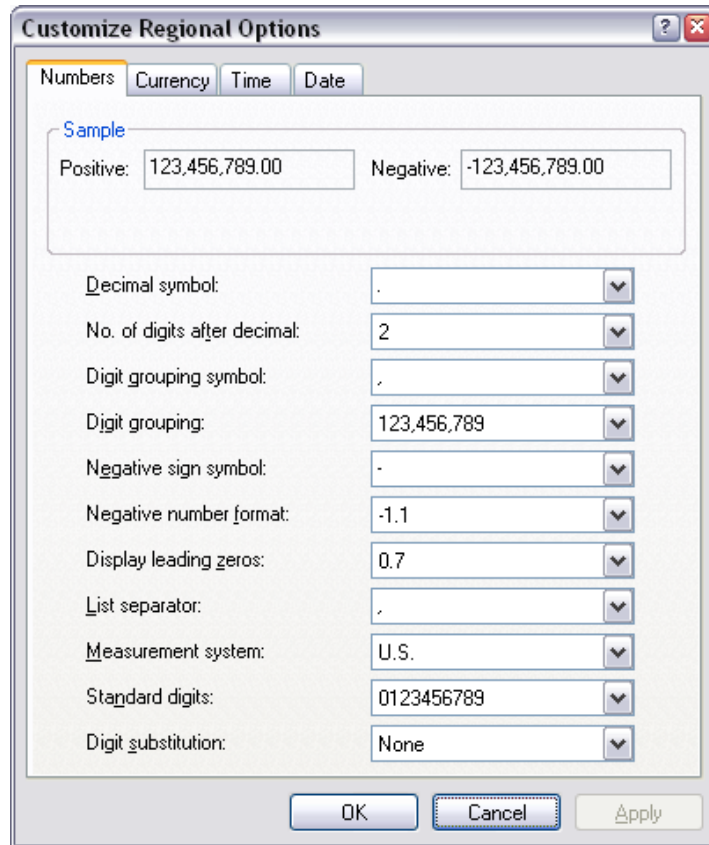 Customize Regional Options
Numbers Currency Time Date
Sample
Positive: 123,456,789.00 Negative: -123,456,789.00
Decimal symbol: .
No. of digits after decimal: 2
Digit grouping symbol: ,
Digit grouping: 123,456,789
Negative sign symbol: -
Negative number format: -1.1
Display leading zeros: 0.7
List separator: ,
Measurement system: U.S.
Standard digits: 0123456789
Digit substitution: None
OK Cancel Apply